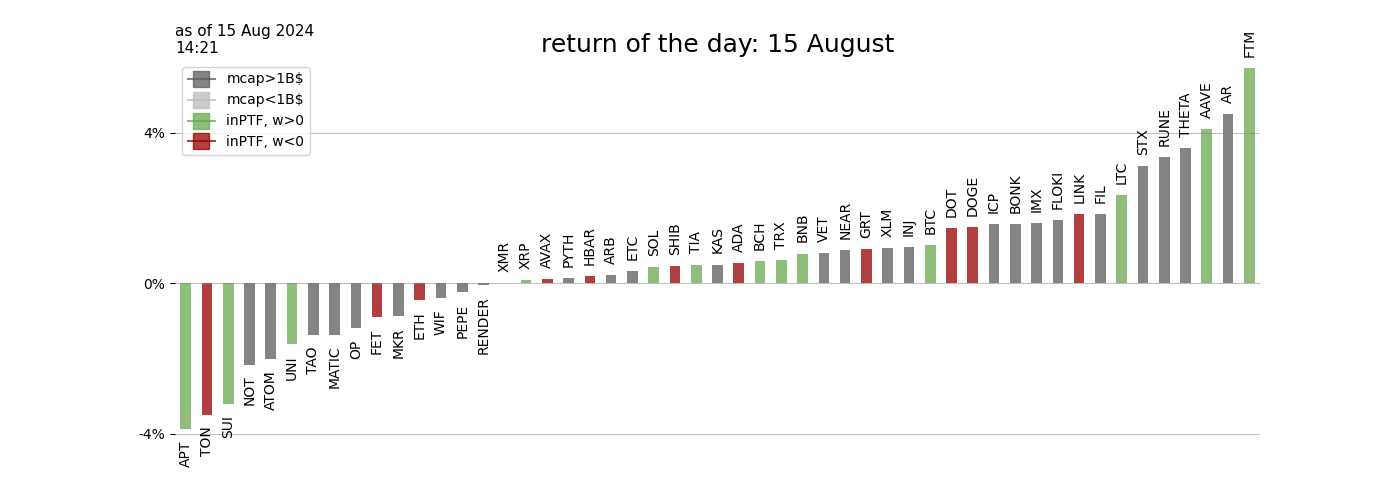 as of 15 Aug 2024
14:21
return of the day: 15 August
mcap>1B$
mcap<1B$
inPTF, w>0
inPTF, w<0
4%
0%
-4%
APT
TON
SUI
NOT
ATOM
UNI
TAO
MATIC
OP
FET
MKR
ETH
WIF
PEPE
RENDER
XMR
XRP
AVAX
PYTH
HBAR
ARB
ETC
SOL
SHIB
TIA
KAS
ADA
BCH
TRX
BNB
VET
NEAR
GRT
XLM
INJ
BTC
DOT
DOGE
ICP
BONK
IMX
FLOKI
LINK
FIL
LTC
STX
RUNE
THETA
AAVE
AR
FTM